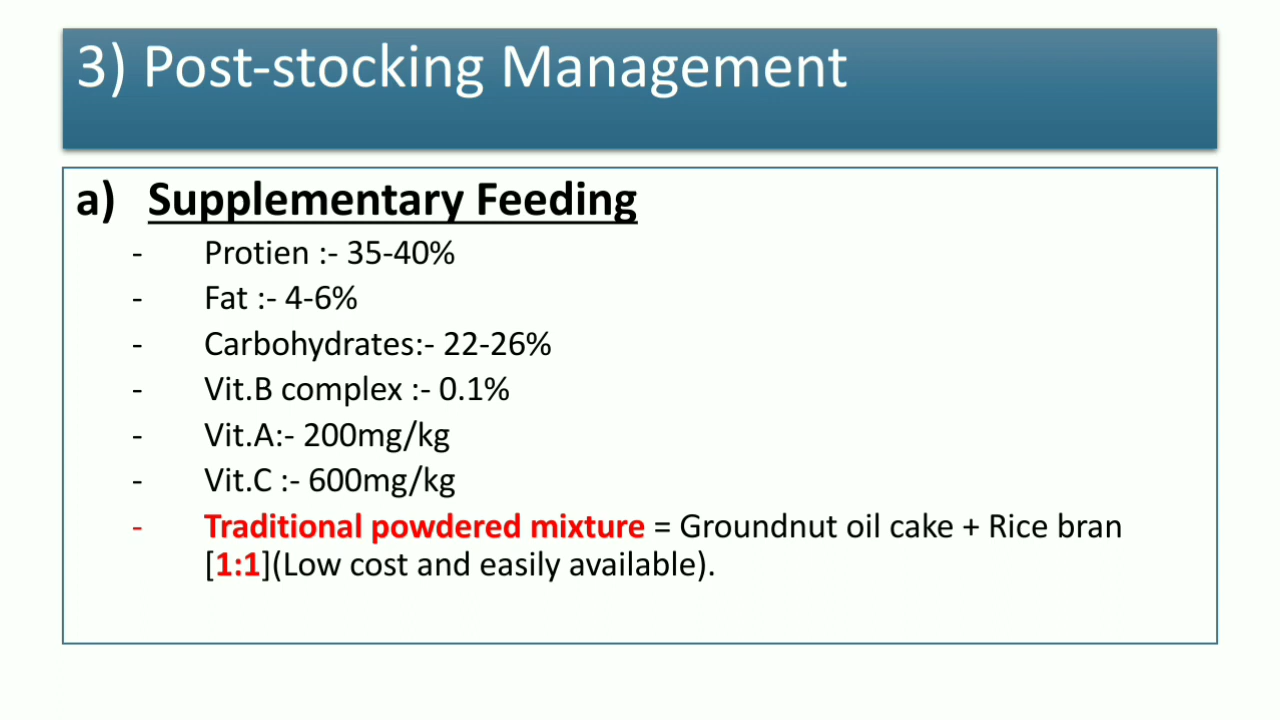 3) Post-stocking Management
a) Supplementary Feeding
- Protien :- 35-40%
- Fat :- 4-6%
- Carbohydrates:- 22-26%
- Vit.B complex :- 0.1%
- Vit.A:- 200mg/kg
- Vit.C :- 600mg/kg
- Traditional powdered mixture = Groundnut oil cake + Rice bran
[1:1](Low cost and easily available).